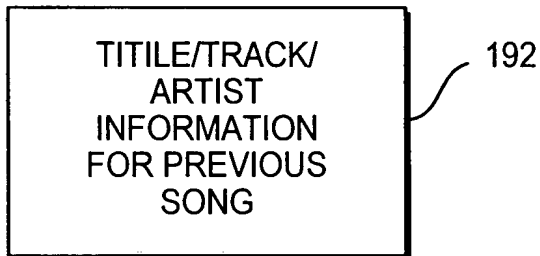 TITILE/TRACK/
ARTIST
INFORMATION
FOR PREVIOUS
SONG
192